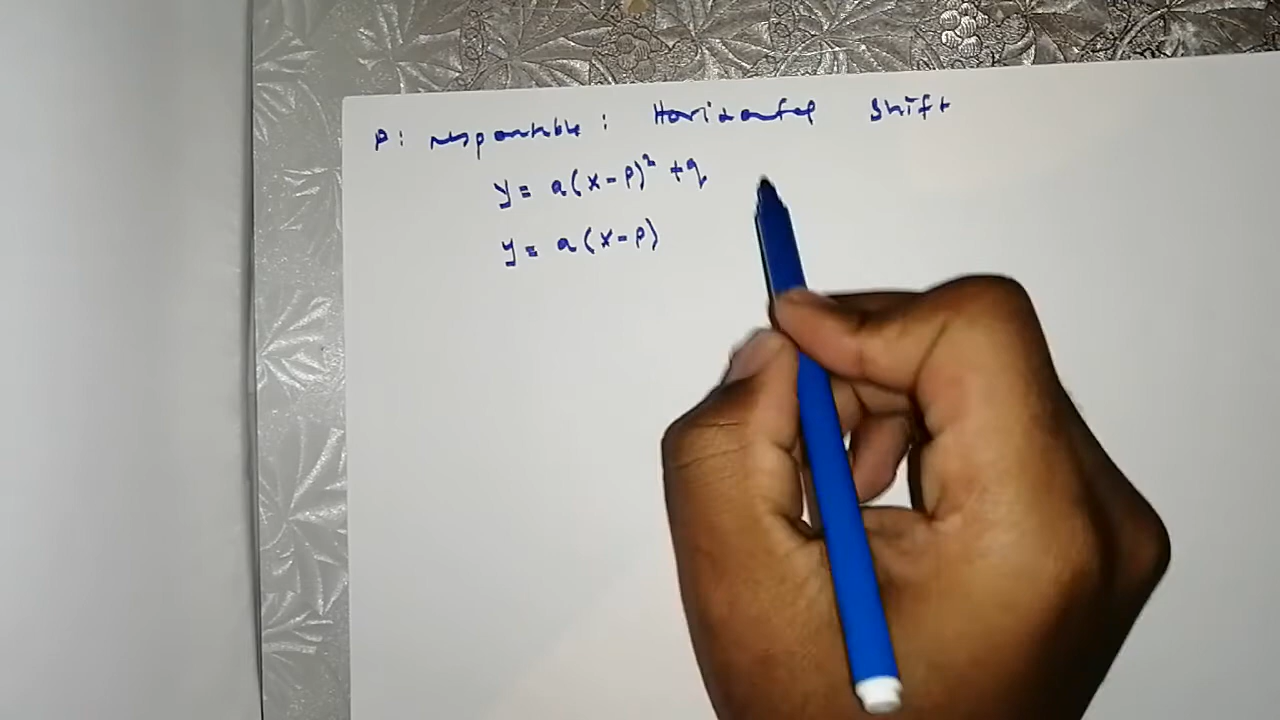 P: responsible: Horizontal shift
y = a(x-p)² +q
y = a(x-p)